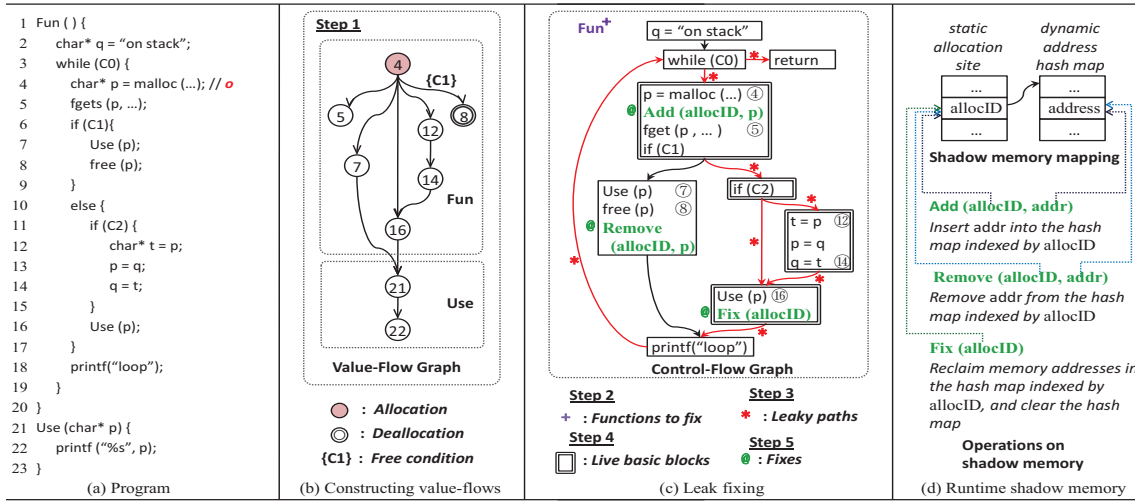 1 Fun ( ) {
2 char* q = "on stack";
3 while (C0) {
4 char* p = malloc (…); // o
5 fgets (p, …);
6 if (C1){
7 Use (p);
8 free (p);
9 }
10 else {
11 if (C2) {
12 char* t = p;
13 p = q;
14 q = t;
15 }
16 Use (p);
17 }
18 printf("loop");
19 }
20 }
21 Use (char* p) {
22 printf ("%s", p);
23 }
(a) Program
Step 1
4
{C1}
5
8
12
7
14
Fun
16
21
Use
22
Value-Flow Graph
: Allocation
: Deallocation
{C1} : Free condition
(b) Constructing value-flows
Fun+
q = "on stack"
while (C0)
*
return
*
p = malloc (…) ④
@ Add (allocID, p)
fget (p , … ) ⑤
if (C1)
*
Use (p) ⑦
free (p) ⑧
@ Remove
(allocID, p)
if (C2)
*
t = p ⑫
p = q
q = t ⑭
*
*
*
Use (p) ⑯
@ Fix (allocID)
*
printf("loop")
Control-Flow Graph
Step 2
+ : Functions to fix
Step 3
* : Leaky paths
Step 4
: Live basic blocks
Step 5
@ : Fixes
(c) Leak fixing
static
allocation
site
dynamic
address
hash map
...
allocID
...
...
address
...
Shadow memory mapping
Add (allocID, addr)
Insert addr into the hash
map indexed by allocID
Remove (allocID, addr)
Remove addr from the hash
map indexed by allocID
Fix (allocID)
Reclaim memory addresses in
the hash map indexed by
allocID, and clear the hash
map
Operations on
shadow memory
(d) Runtime shadow memory